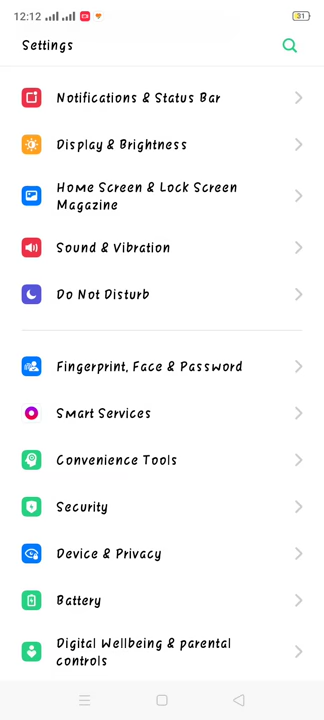 12:12
31
Settings
Notifications & Status Bar
Display & Brightness
Home Screen & Lock Screen
Magazine
Sound & Vibration
Do Not Disturb
Fingerprint, Face & Password
Smart Services
Convenience Tools
Security
Device & Privacy
Battery
Digital Wellbeing & parental
controls